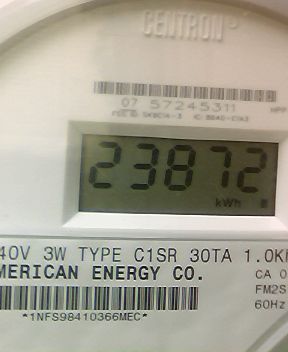 CENTRON
07 57245311
23872
kWh
40V 3W TYPE C1SR 30TA 1.0K
MERICAN ENERGY CO.
CA 0
FM2S
60Hz
*1NFS98410366MEC*